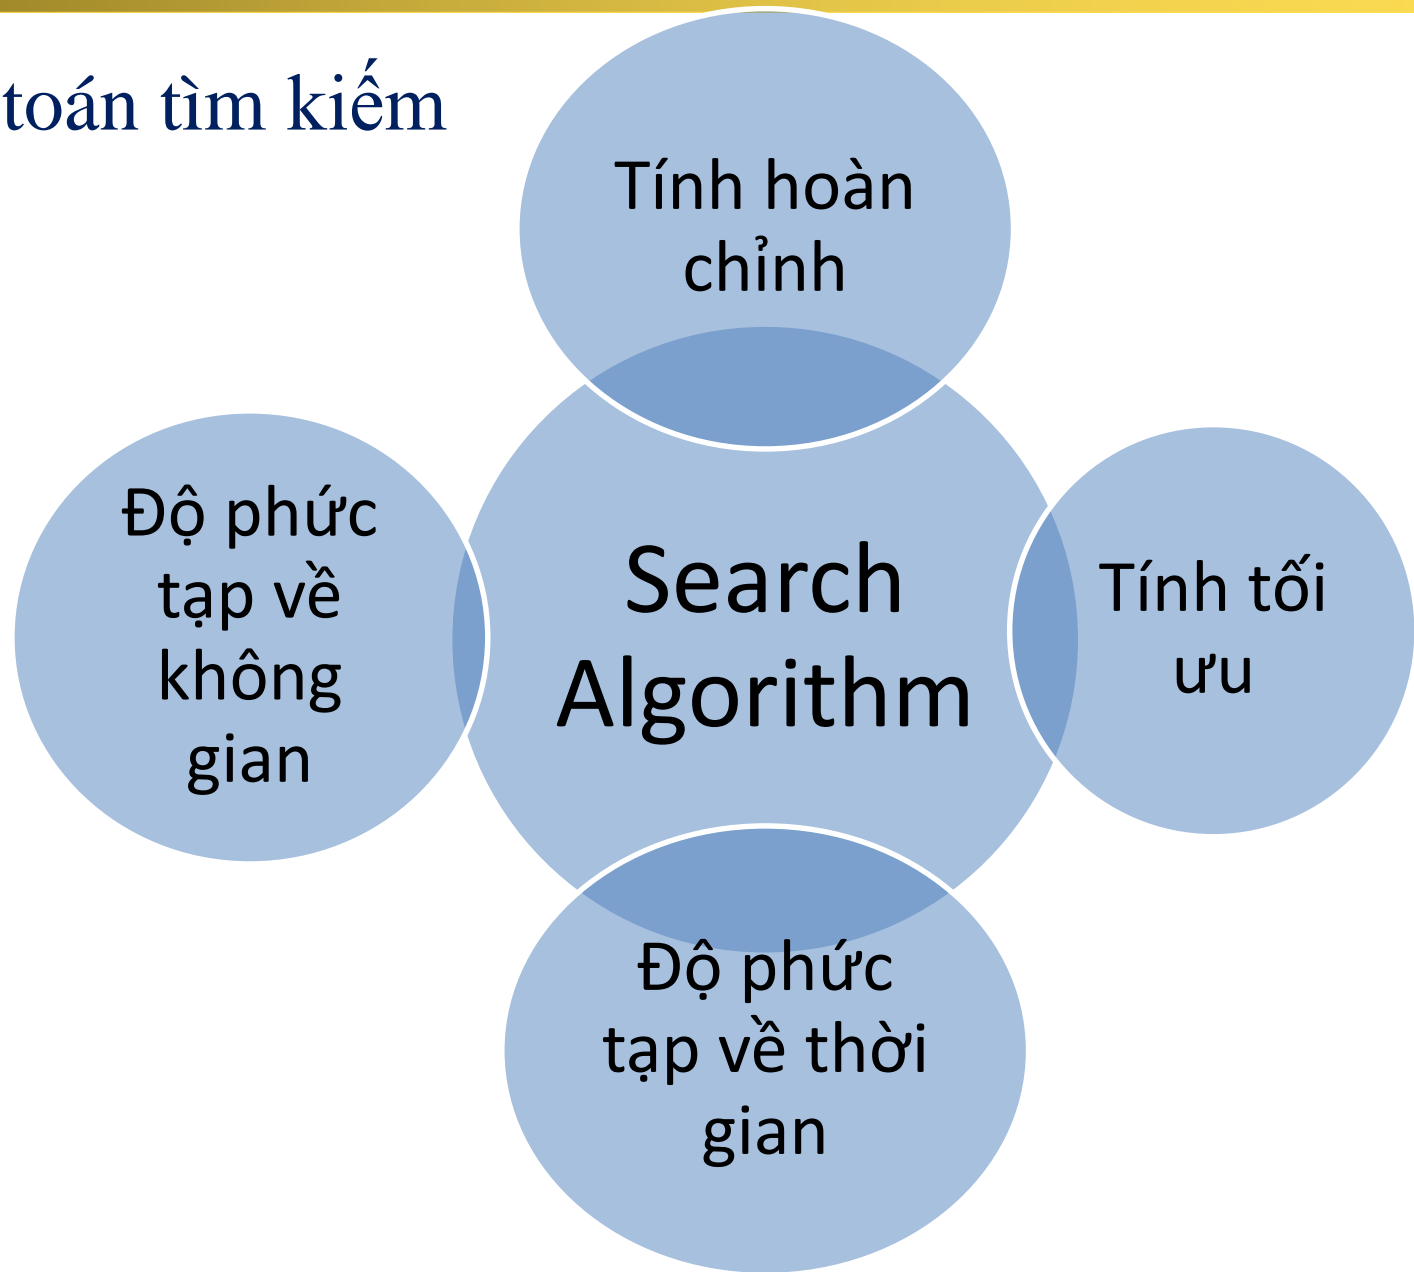 toán tìm kiếm
Tính hoàn
chỉnh
Độ phức
tạp về
không
gian
Search
Algorithm
Tính tối
ưu
Độ phức
tạp về thời
gian